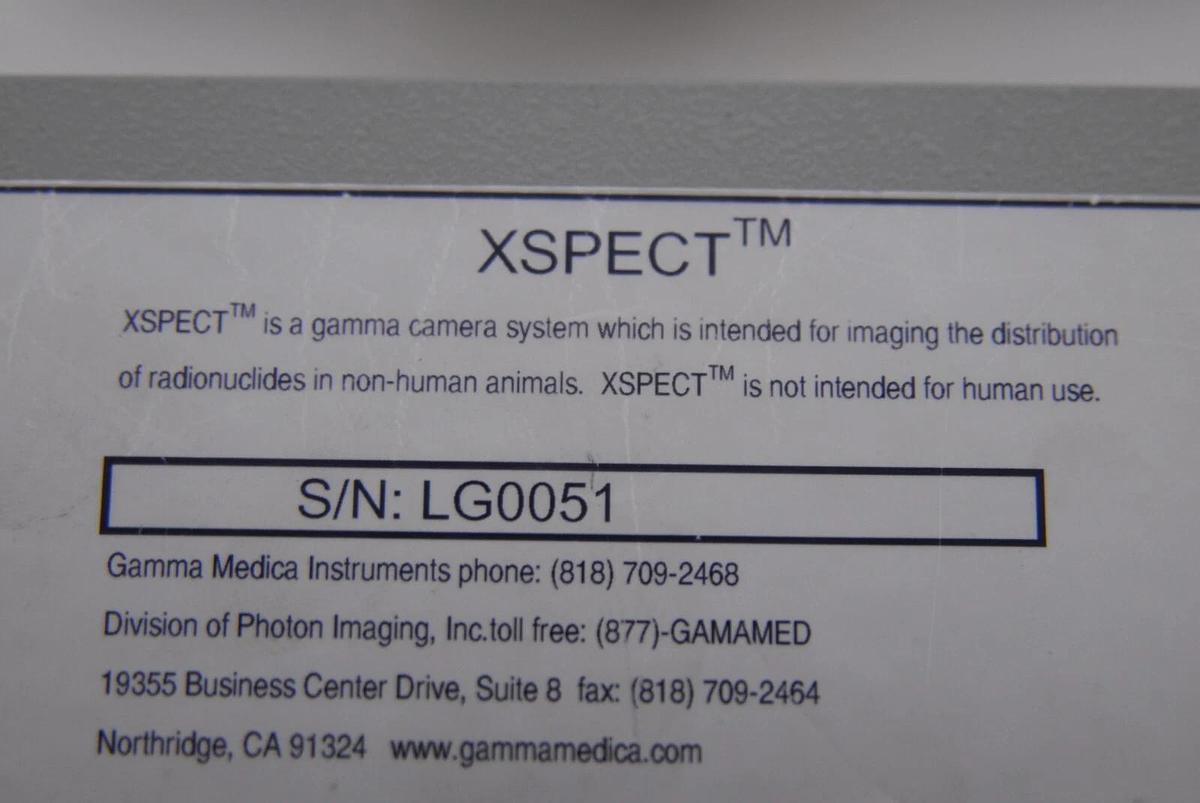 XSPECT™
XSPECT™ is a gamma camera system which is intended for imaging the distribution
of radionuclides in non-human animals. XSPECT™ is not intended for human use.
S/N: LG0051
Gamma Medica Instruments phone: (818) 709-2468
Division of Photon Imaging, Inc.toll free: (877)-GAMAMED
19355 Business Center Drive, Suite 8 fax: (818) 709-2464
Northridge, CA 91324 www.gammamedica.com